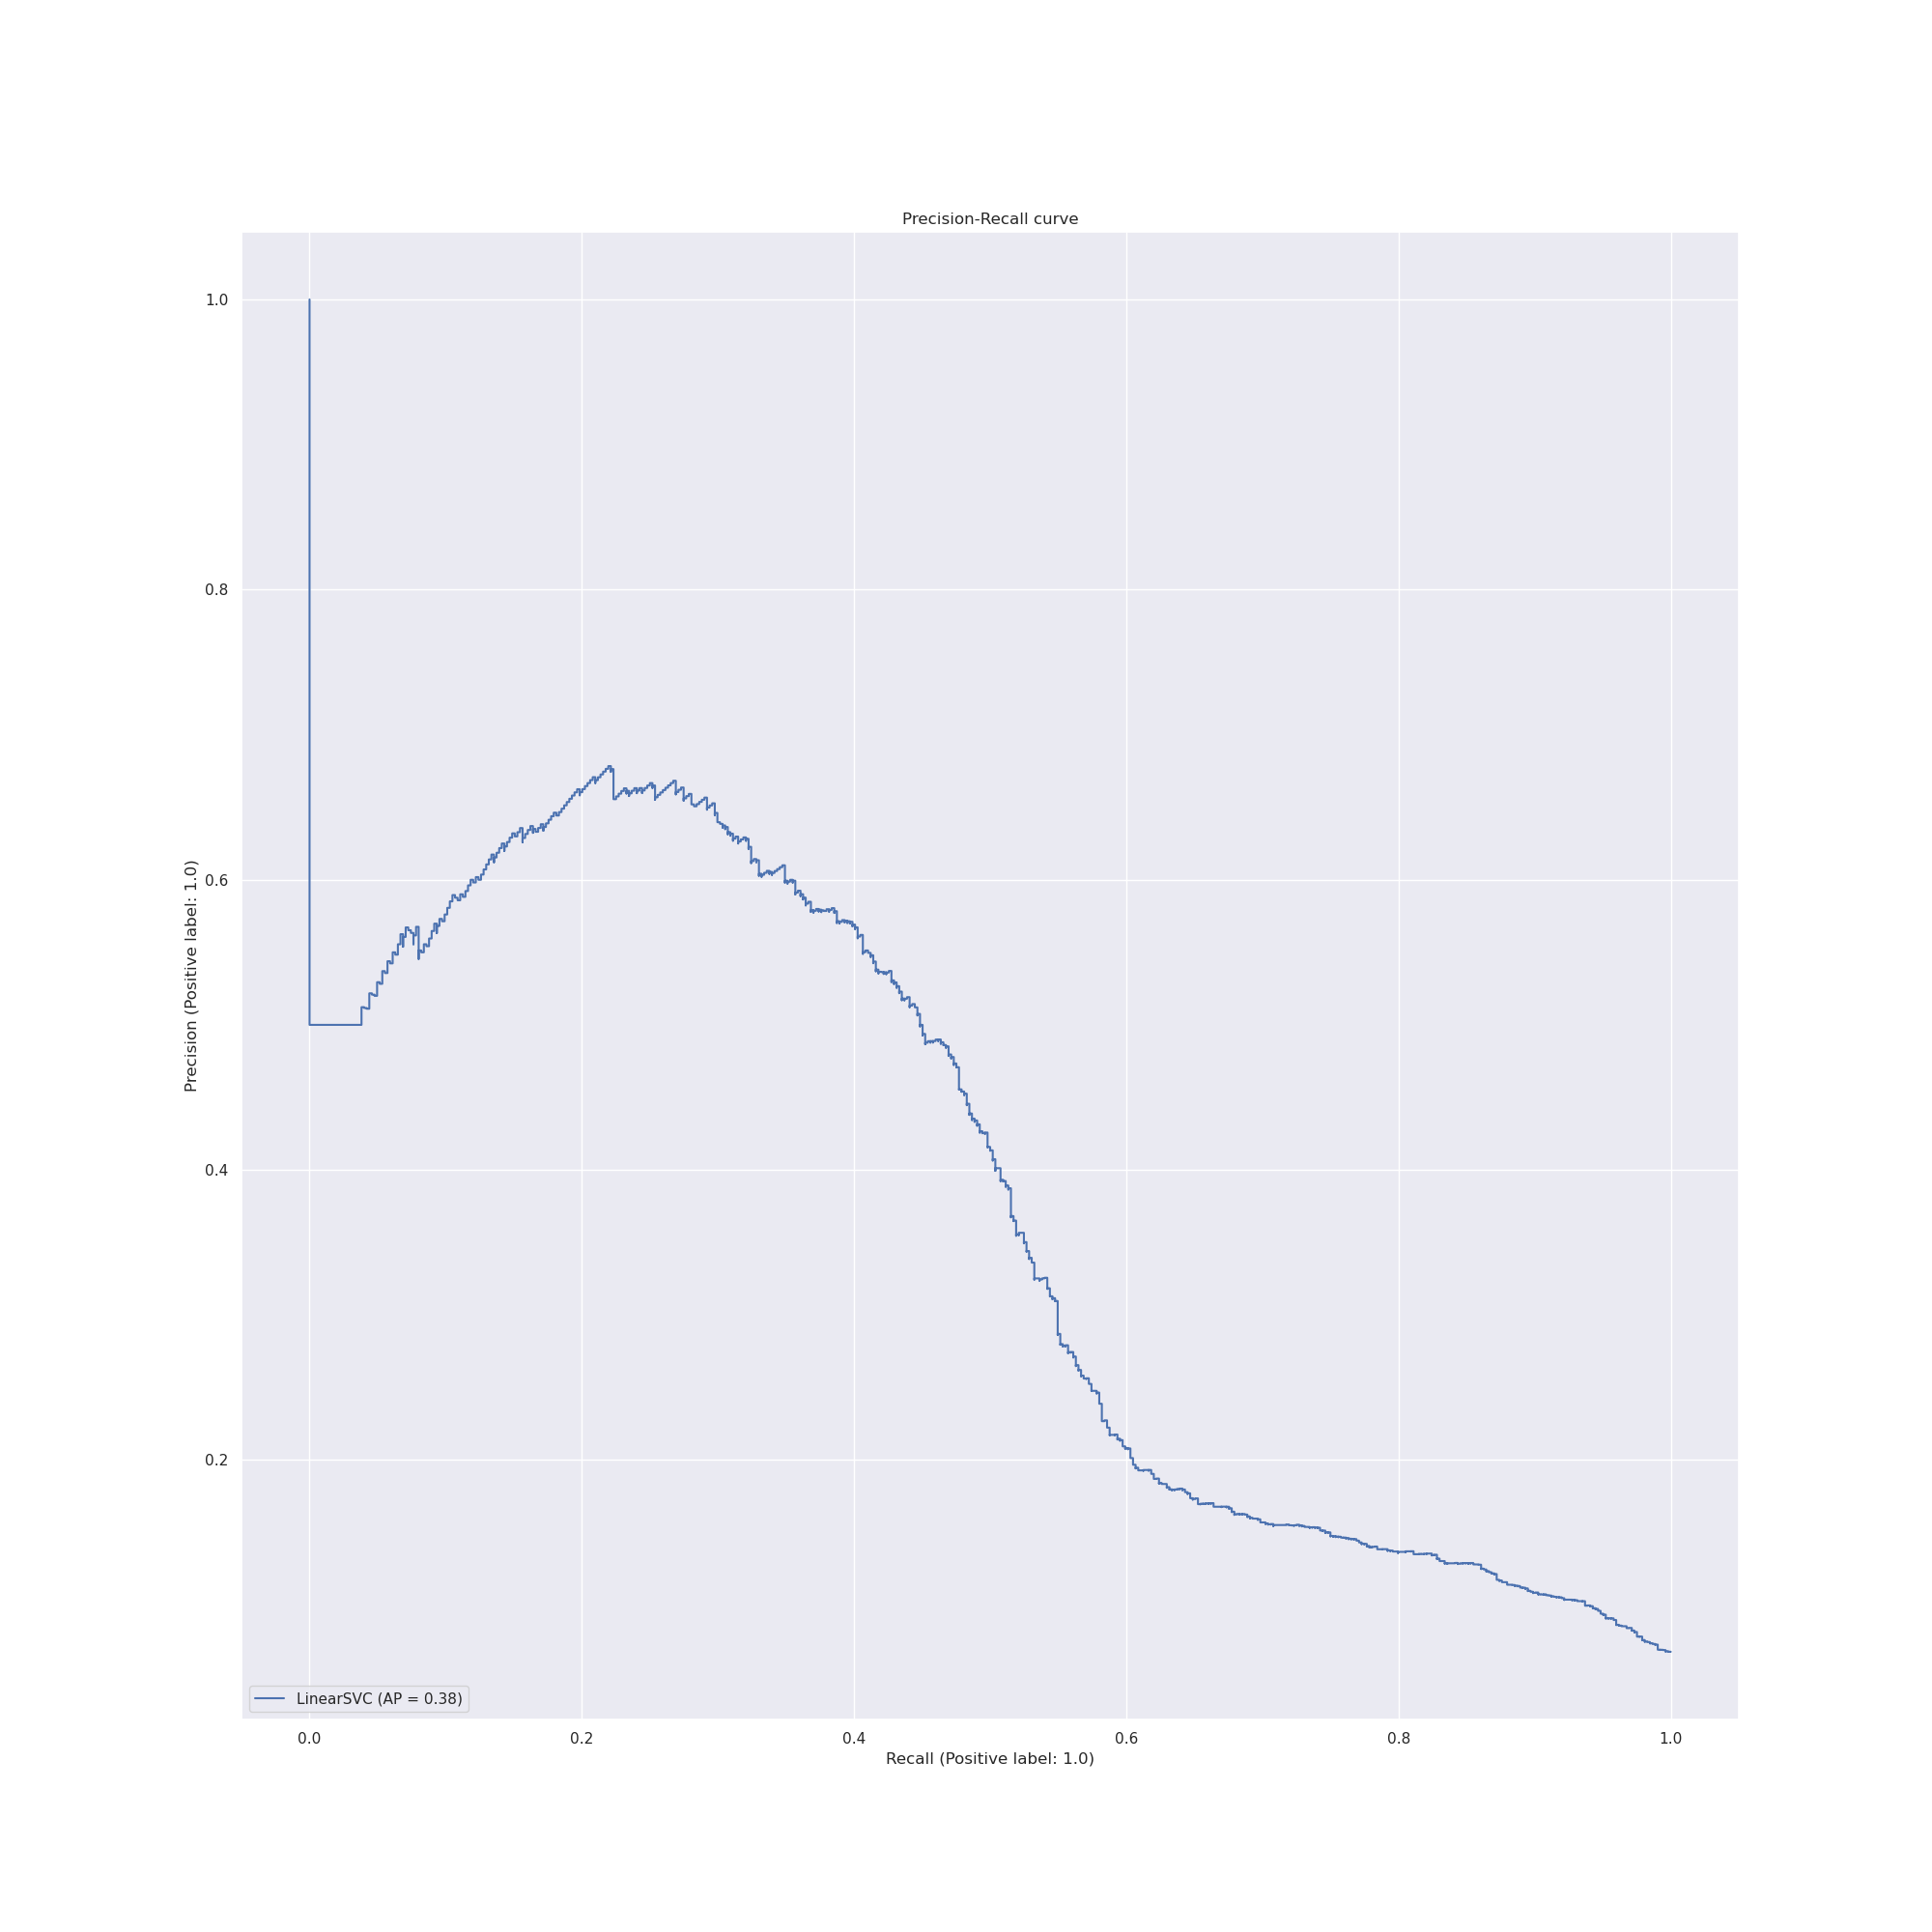 Precision-Recall curve
1.0
0.8
0.6
0.4
0.2
Precision (Positive label: 1.0)
LinearSVC (AP = 0.38)
0.0 0.2 0.4 0.6 0.8 1.0
Recall (Positive label: 1.0)